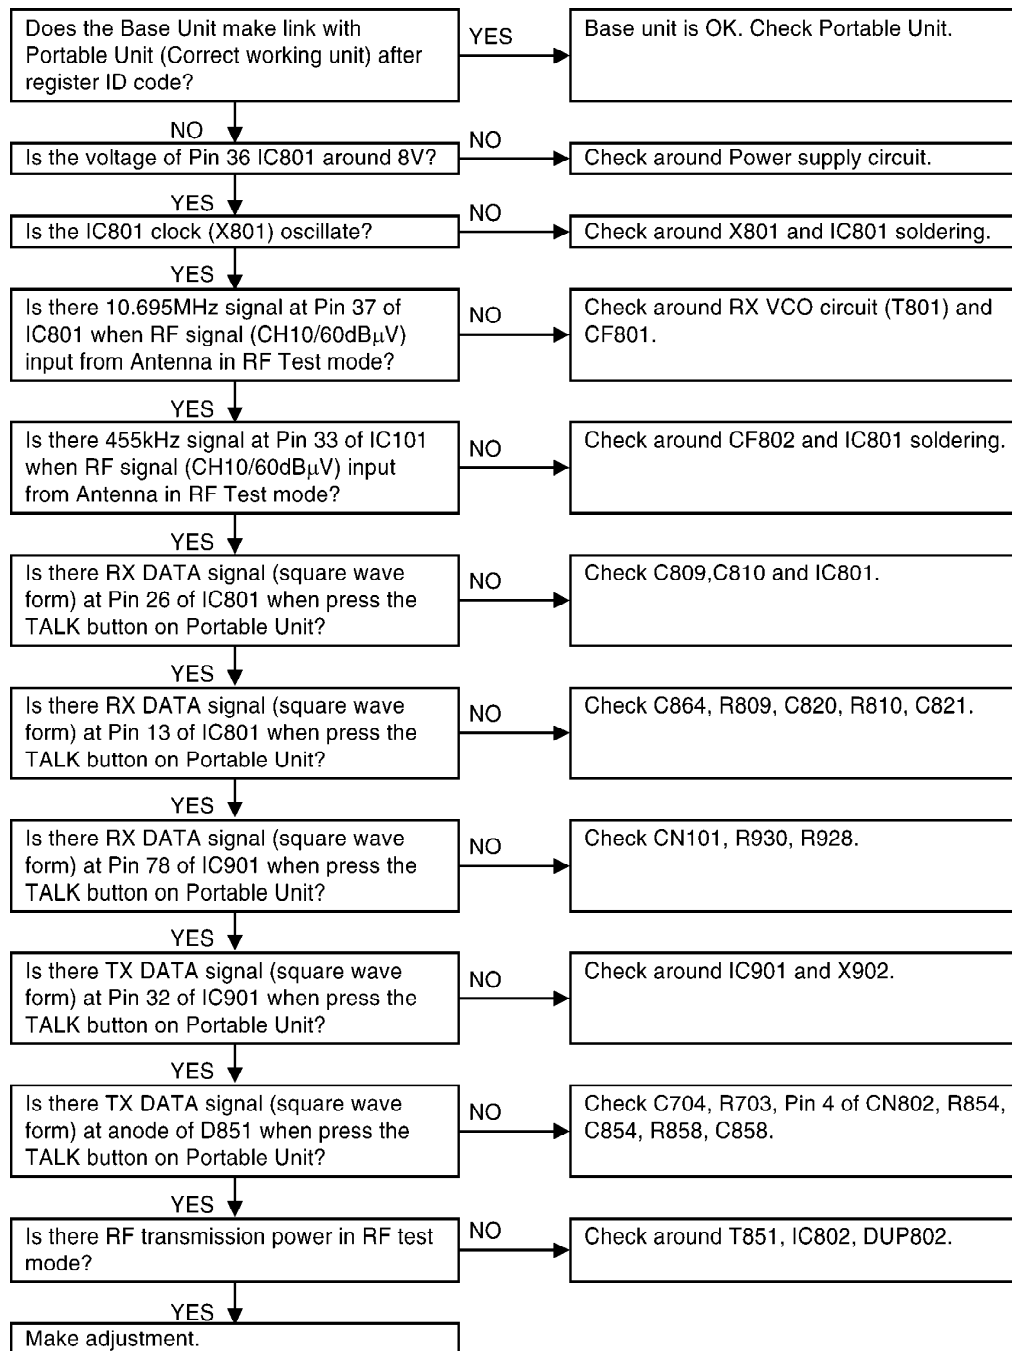 Does the Base Unit make link with
Portable Unit (Correct working unit) after
register ID code?
YES
Base unit is OK. Check Portable Unit.
NO
Is the voltage of Pin 36 IC801 around 8V?
NO
Check around Power supply circuit.
YES
Is the IC801 clock (X801) oscillate?
NO
Check around X801 and IC801 soldering.
YES
Is there 10.695MHz signal at Pin 37 of
IC801 when RF signal (CH10/60dBµV)
input from Antenna in RF Test mode?
NO
Check around RX VCO circuit (T801) and
CF801.
YES
Is there 455kHz signal at Pin 33 of IC101
when RF signal (CH10/60dBµV) input
from Antenna in RF Test mode?
NO
Check around CF802 and IC801 soldering.
YES
Is there RX DATA signal (square wave
form) at Pin 26 of IC801 when press the
TALK button on Portable Unit?
NO
Check C809,C810 and IC801.
YES
Is there RX DATA signal (square wave
form) at Pin 13 of IC801 when press the
TALK button on Portable Unit?
NO
Check C864, R809, C820, R810, C821.
YES
Is there RX DATA signal (square wave
form) at Pin 78 of IC901 when press the
TALK button on Portable Unit?
NO
Check CN101, R930, R928.
YES
Is there TX DATA signal (square wave
form) at Pin 32 of IC901 when press the
TALK button on Portable Unit?
NO
Check around IC901 and X902.
YES
Is there TX DATA signal (square wave
form) at anode of D851 when press the
TALK button on Portable Unit?
NO
Check C704, R703, Pin 4 of CN802, R854,
C854, R858, C858.
YES
Is there RF transmission power in RF test
mode?
NO
Check around T851, IC802, DUP802.
YES
Make adjustment.